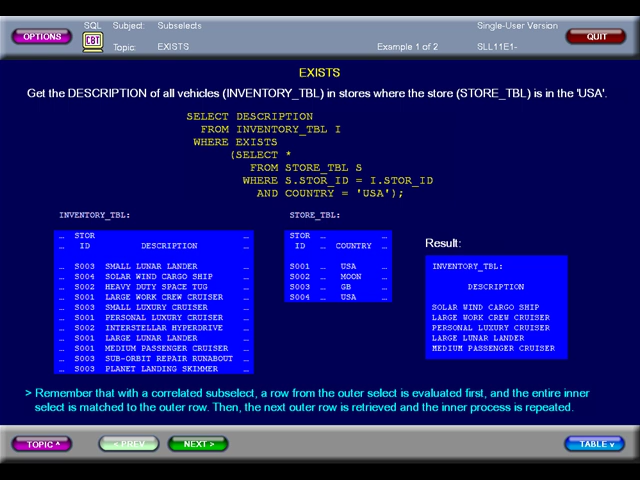 SQL Subject: Subselects Single-User Version
OPTIONS CBT QUIT
Topic: EXISTS Example 1 of 2 SLL11E1-
EXISTS
Get the DESCRIPTION of all vehicles (INVENTORY_TBL) in stores where the store (STORE_TBL) is in the 'USA'.
SELECT DESCRIPTION
FROM INVENTORY_TBL I
WHERE EXISTS
(SELECT *
FROM STORE_TBL S
WHERE S.STOR_ID = I.STOR_ID
AND COUNTRY = 'USA');
INVENTORY_TBL:
… STOR …
… ID DESCRIPTION …
… S003 SMALL LUNAR LANDER …
… S004 SOLAR WIND CARGO SHIP …
… S002 HEAVY DUTY SPACE TUG …
… S001 LARGE WORK CREW CRUISER …
… S003 SMALL LUXURY CRUISER …
… S001 PERSONAL LUXURY CRUISER …
… S002 INTERSTELLAR HYPERDRIVE …
… S001 LARGE LUNAR LANDER …
… S001 MEDIUM PASSENGER CRUISER …
… S003 SUB-ORBIT REPAIR RUNABOUT …
… S003 PLANET LANDING SKIMMER …
STORE_TBL:
STOR … …
ID … COUNTRY …
S001 … USA …
S002 … MOON …
S003 … GB …
S004 … USA …
Result:
INVENTORY_TBL:
DESCRIPTION
SOLAR WIND CARGO SHIP
LARGE WORK CREW CRUISER
PERSONAL LUXURY CRUISER
LARGE LUNAR LANDER
MEDIUM PASSENGER CRUISER
> Remember that with a correlated subselect, a row from the outer select is evaluated first, and the entire inner
select is matched to the outer row. Then, the next outer row is retrieved and the inner process is repeated.
TOPIC ^ < PREV NEXT > TABLE v